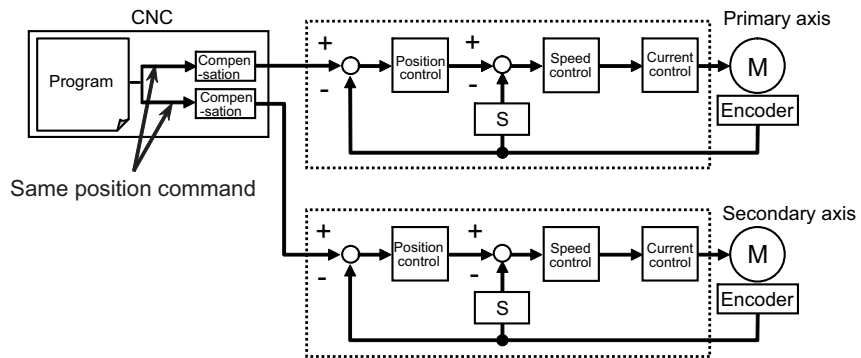 CNC
Program
Compen
-sation
Compen
-sation
Same position command
Primary axis
+
-
Position
control
+
-
Speed
control
Current
control
M
Encoder
S
Secondary axis
+
-
Position
control
+
-
Speed
control
Current
control
M
Encoder
S